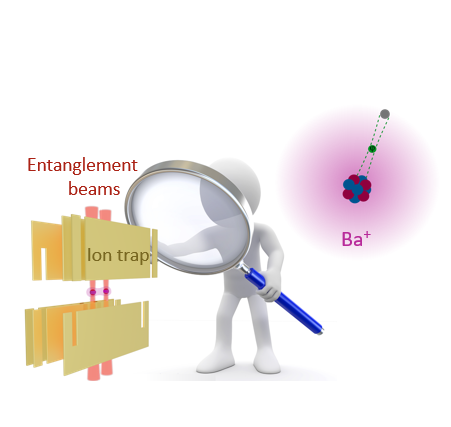 Entanglement
beams
Ion trap
Ba⁺